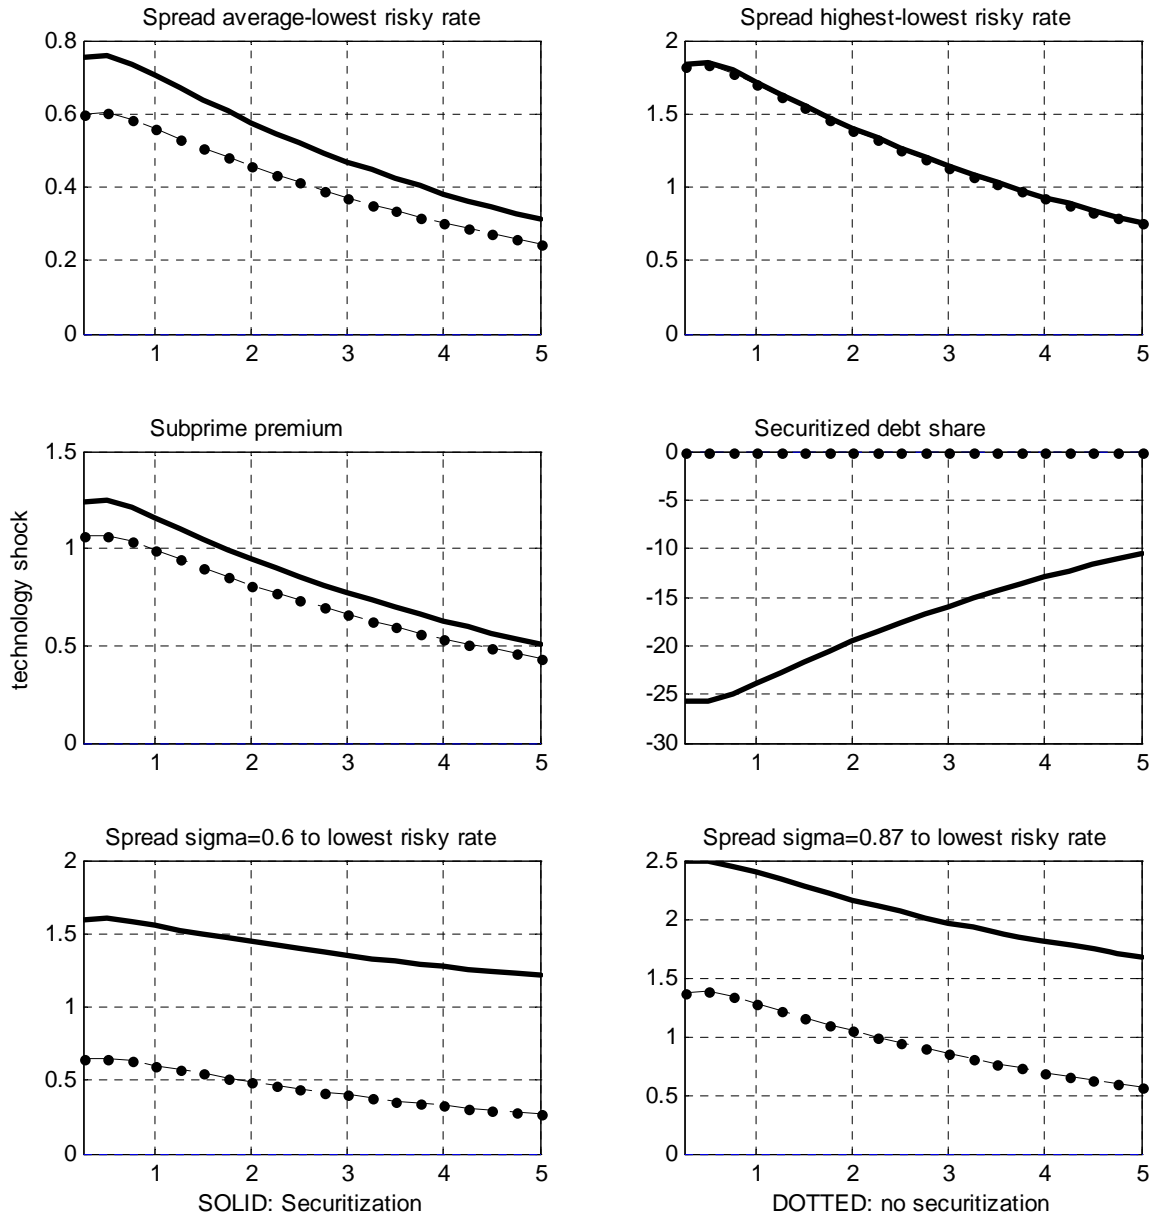 Spread average-lowest risky rate
0.8
0.6
0.4
0.2
0
1 2 3 4 5
Spread highest-lowest risky rate
2
1.5
1
0.5
0
1 2 3 4 5
technology shock
Subprime premium
1.5
1
0.5
0
1 2 3 4 5
Securitized debt share
0
-5
-10
-15
-20
-25
-30
1 2 3 4 5
Spread sigma=0.6 to lowest risky rate
2
1.5
1
0.5
0
1 2 3 4 5
SOLID: Securitization
Spread sigma=0.87 to lowest risky rate
2.5
2
1.5
1
0.5
0
1 2 3 4 5
DOTTED: no securitization